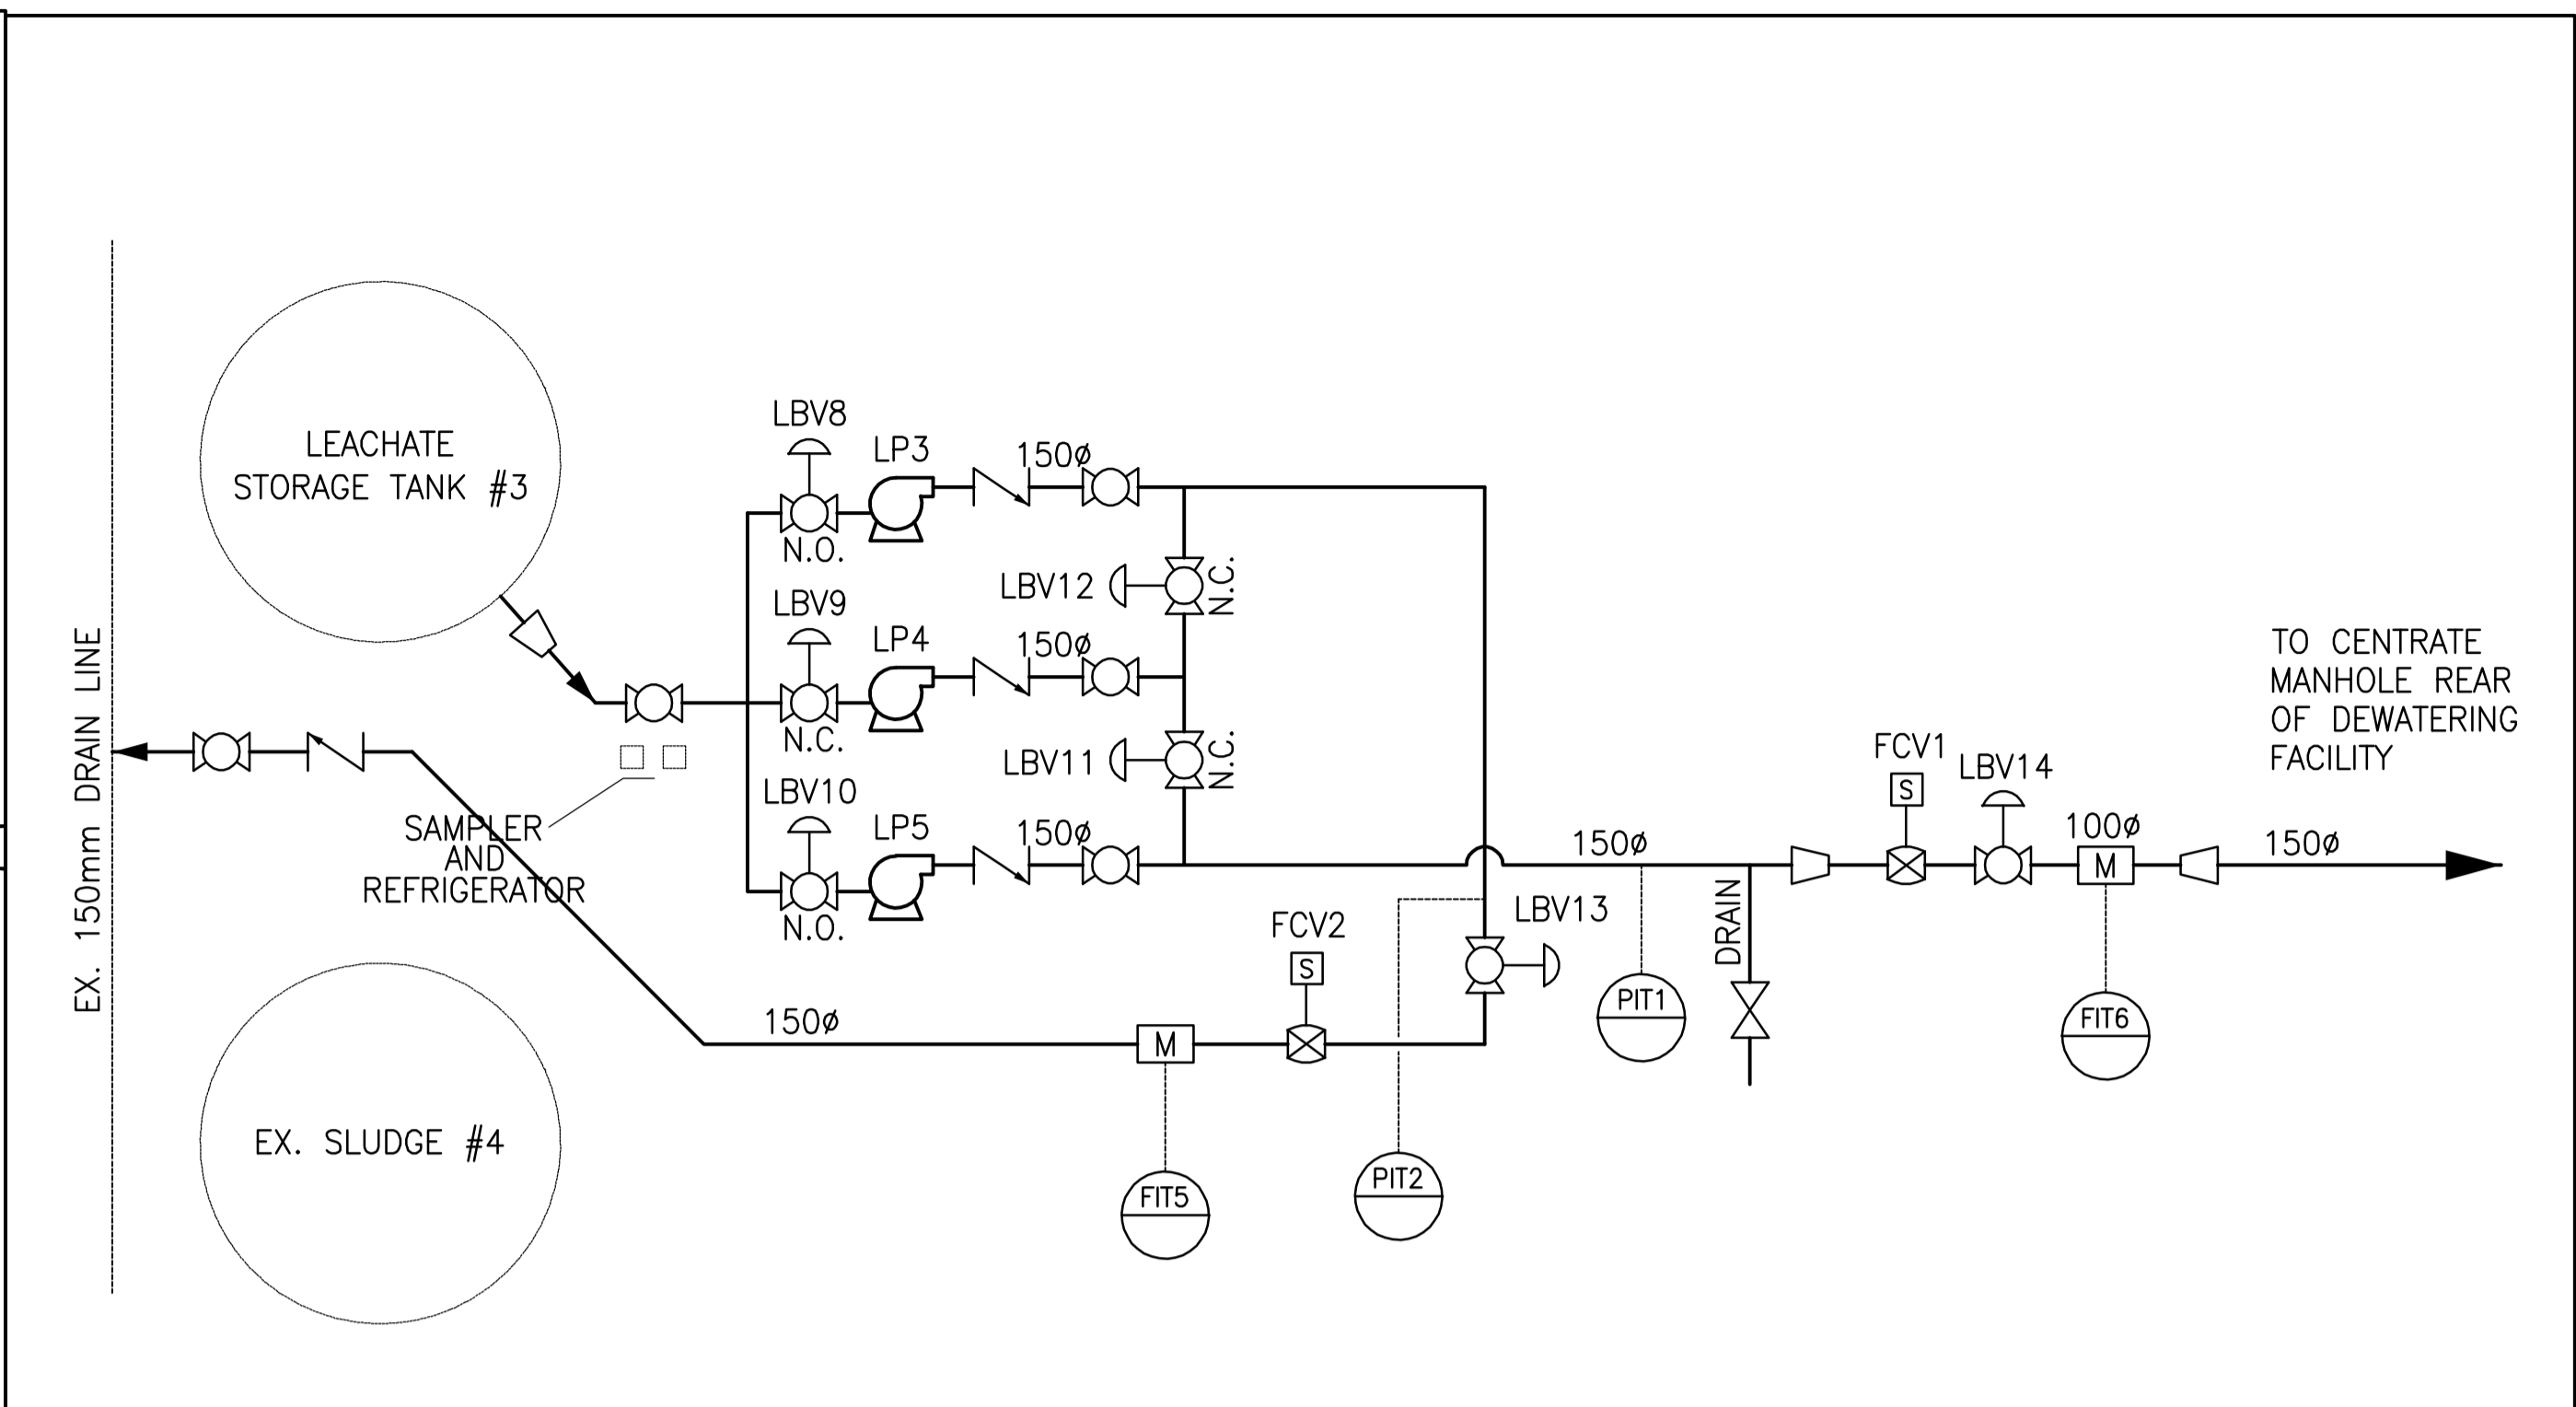 LEACHATE
STORAGE TANK #3
EX. 150mm DRAIN LINE
SAMPLER
AND
REFRIGERATOR
EX. SLUDGE #4
LBV8
N.O.
LP3
150ø
LBV12
N.C.
LBV9
N.C.
LP4
150ø
LBV11
N.C.
LBV10
N.O.
LP5
150ø
150ø
M
FIT5
FCV2
S
PIT2
LBV13
150ø
PIT1
DRAIN
FCV1
S
LBV14
100ø
M
FIT6
150ø
TO CENTRATE
MANHOLE REAR
OF DEWATERING
FACILITY